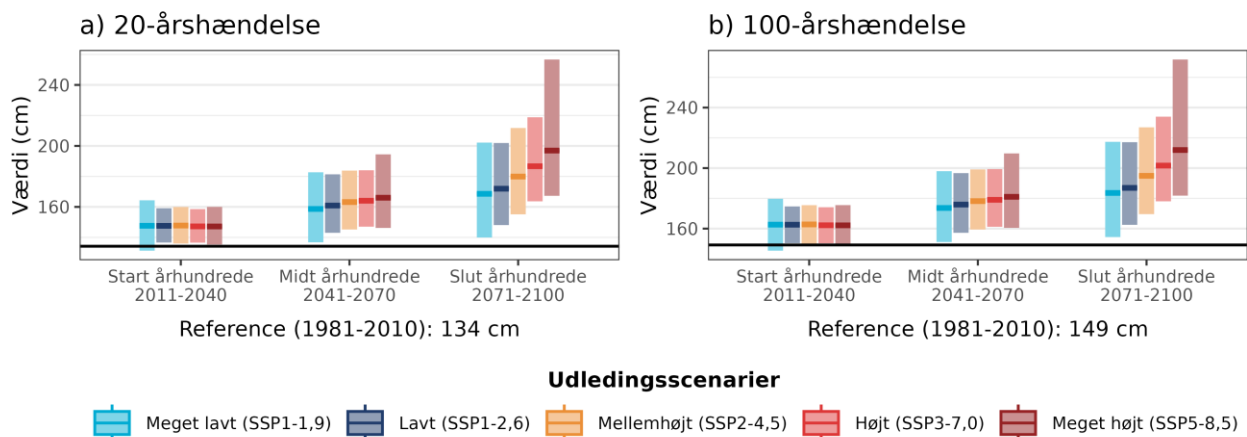 a) 20-årshændelse
Værdi (cm)
240
200
160
Start århundrede
2011-2040
Midt århundrede
2041-2070
Slut århundrede
2071-2100
Reference (1981-2010): 134 cm
b) 100-årshændelse
Værdi (cm)
240
200
160
Start århundrede
2011-2040
Midt århundrede
2041-2070
Slut århundrede
2071-2100
Reference (1981-2010): 149 cm
Udledingsscenarier
Meget lavt (SSP1-1,9)
Lavt (SSP1-2,6)
Mellemhøjt (SSP2-4,5)
Højt (SSP3-7,0)
Meget højt (SSP5-8,5)